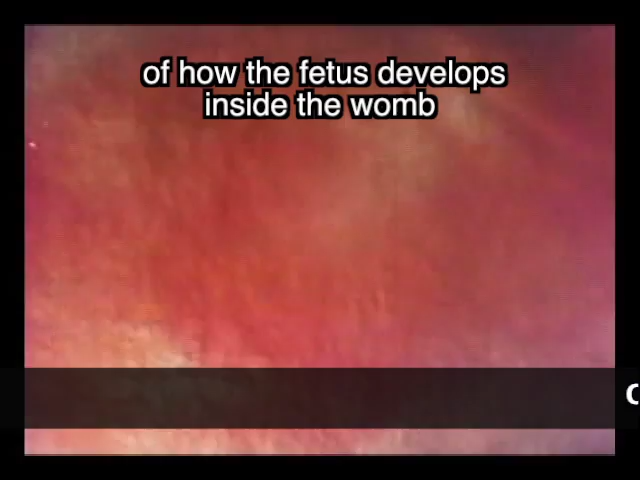 of how the fetus develops
inside the womb